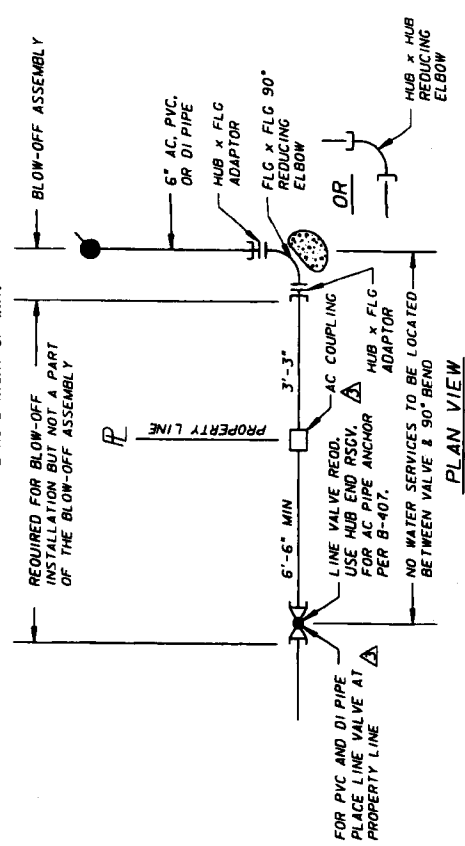 REQUIRED FOR BLOW-OFF
INSTALLATION BUT NOT A PART
OF THE BLOW-OFF ASSEMBLY
BLOW-OFF ASSEMBLY
6" AC, PVC,
OR DI PIPE
HUB x FLG
ADAPTOR
FLG x FLG 90°
REDUCING
ELBOW
OR
HUB x HUB
REDUCING
ELBOW
PL
PROPERTY LINE
6'-6" MIN
3'-3"
AC COUPLING
3
HUB x FLG
ADAPTOR
LINE VALVE REQD.
USE HUB END RSGV.
FOR AC PIPE ANCHOR
PER B-407.
FOR PVC AND DI PIPE
PLACE LINE VALVE AT
PROPERTY LINE
3
NO WATER SERVICES TO BE LOCATED
BETWEEN VALVE & 90° BEND
PLAN VIEW